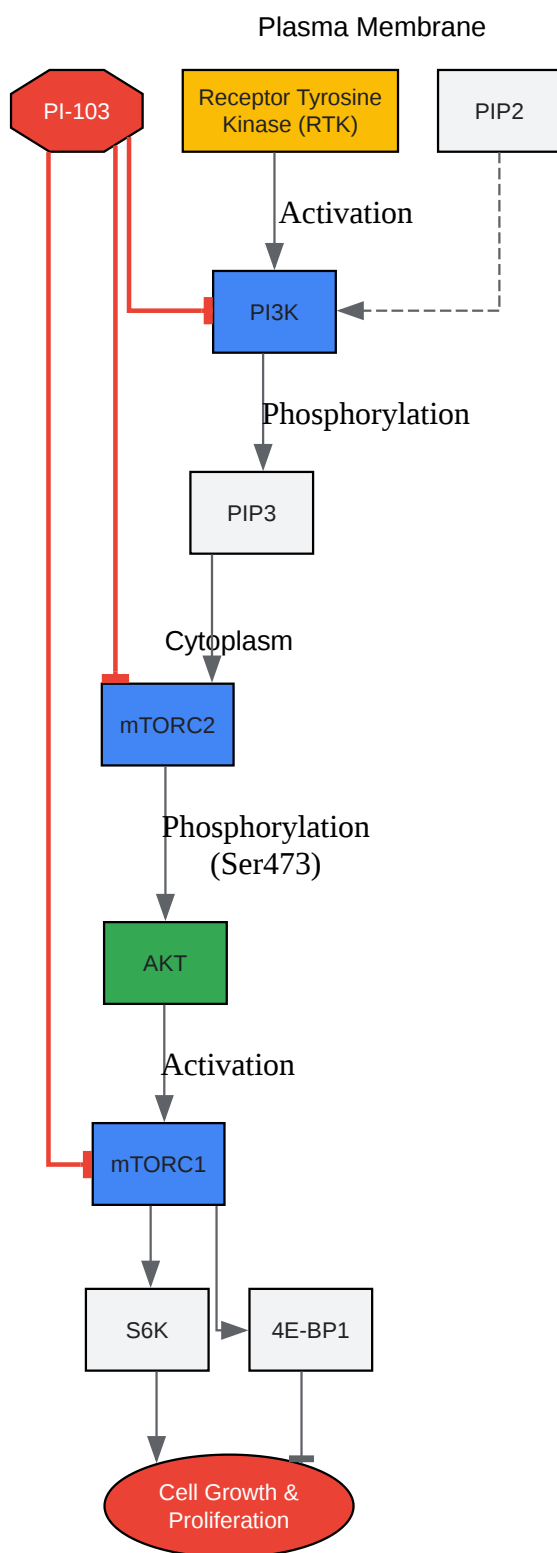 Plasma Membrane
PI-103
Receptor Tyrosine
Kinase (RTK)
PIP2
Activation
PI3K
Phosphorylation
PIP3
Cytoplasm
mTORC2
Phosphorylation
(Ser473)
AKT
Activation
mTORC1
S6K
4E-BP1
Cell Growth &
Proliferation